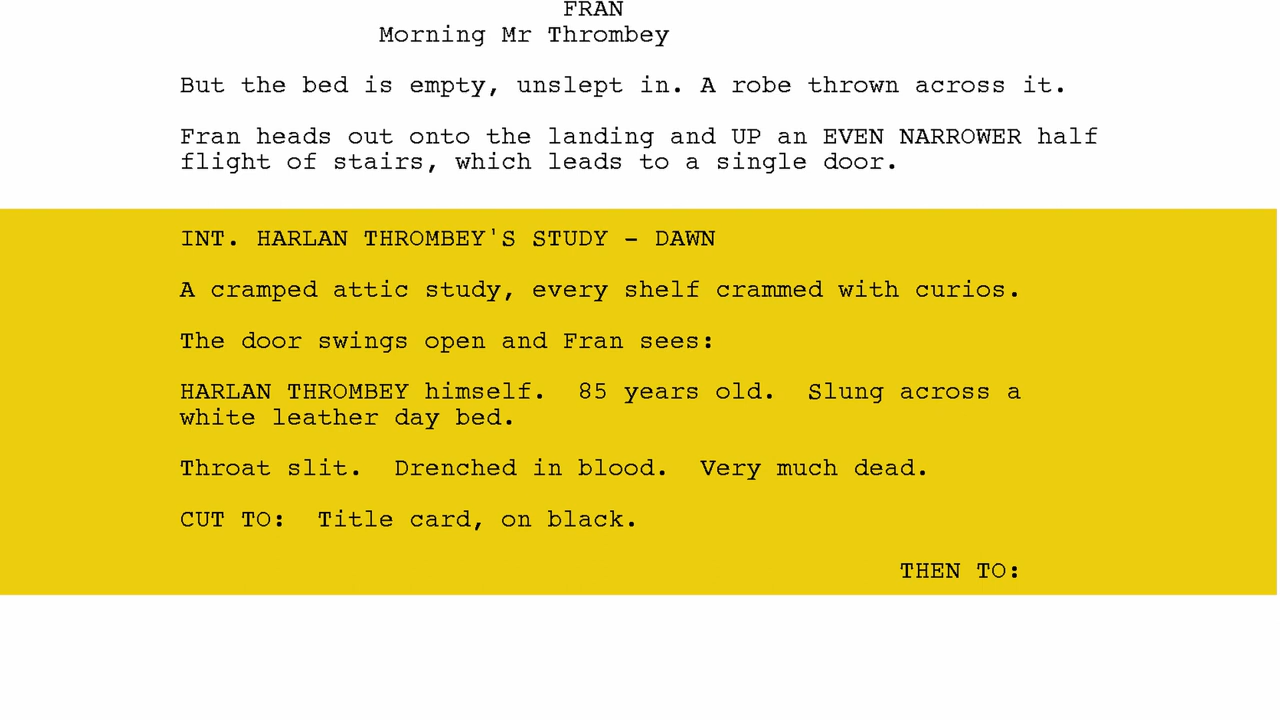 FRAN
Morning Mr Thrombey
But the bed is empty, unslept in. A robe thrown across it.
Fran heads out onto the landing and UP an EVEN NARROWER half
flight of stairs, which leads to a single door.
INT. HARLAN THROMBEY'S STUDY - DAWN
A cramped attic study, every shelf crammed with curios.
The door swings open and Fran sees:
HARLAN THROMBEY himself.  85 years old.  Slung across a
white leather day bed.
Throat slit.  Drenched in blood.  Very much dead.
CUT TO:  Title card, on black.
THEN TO: